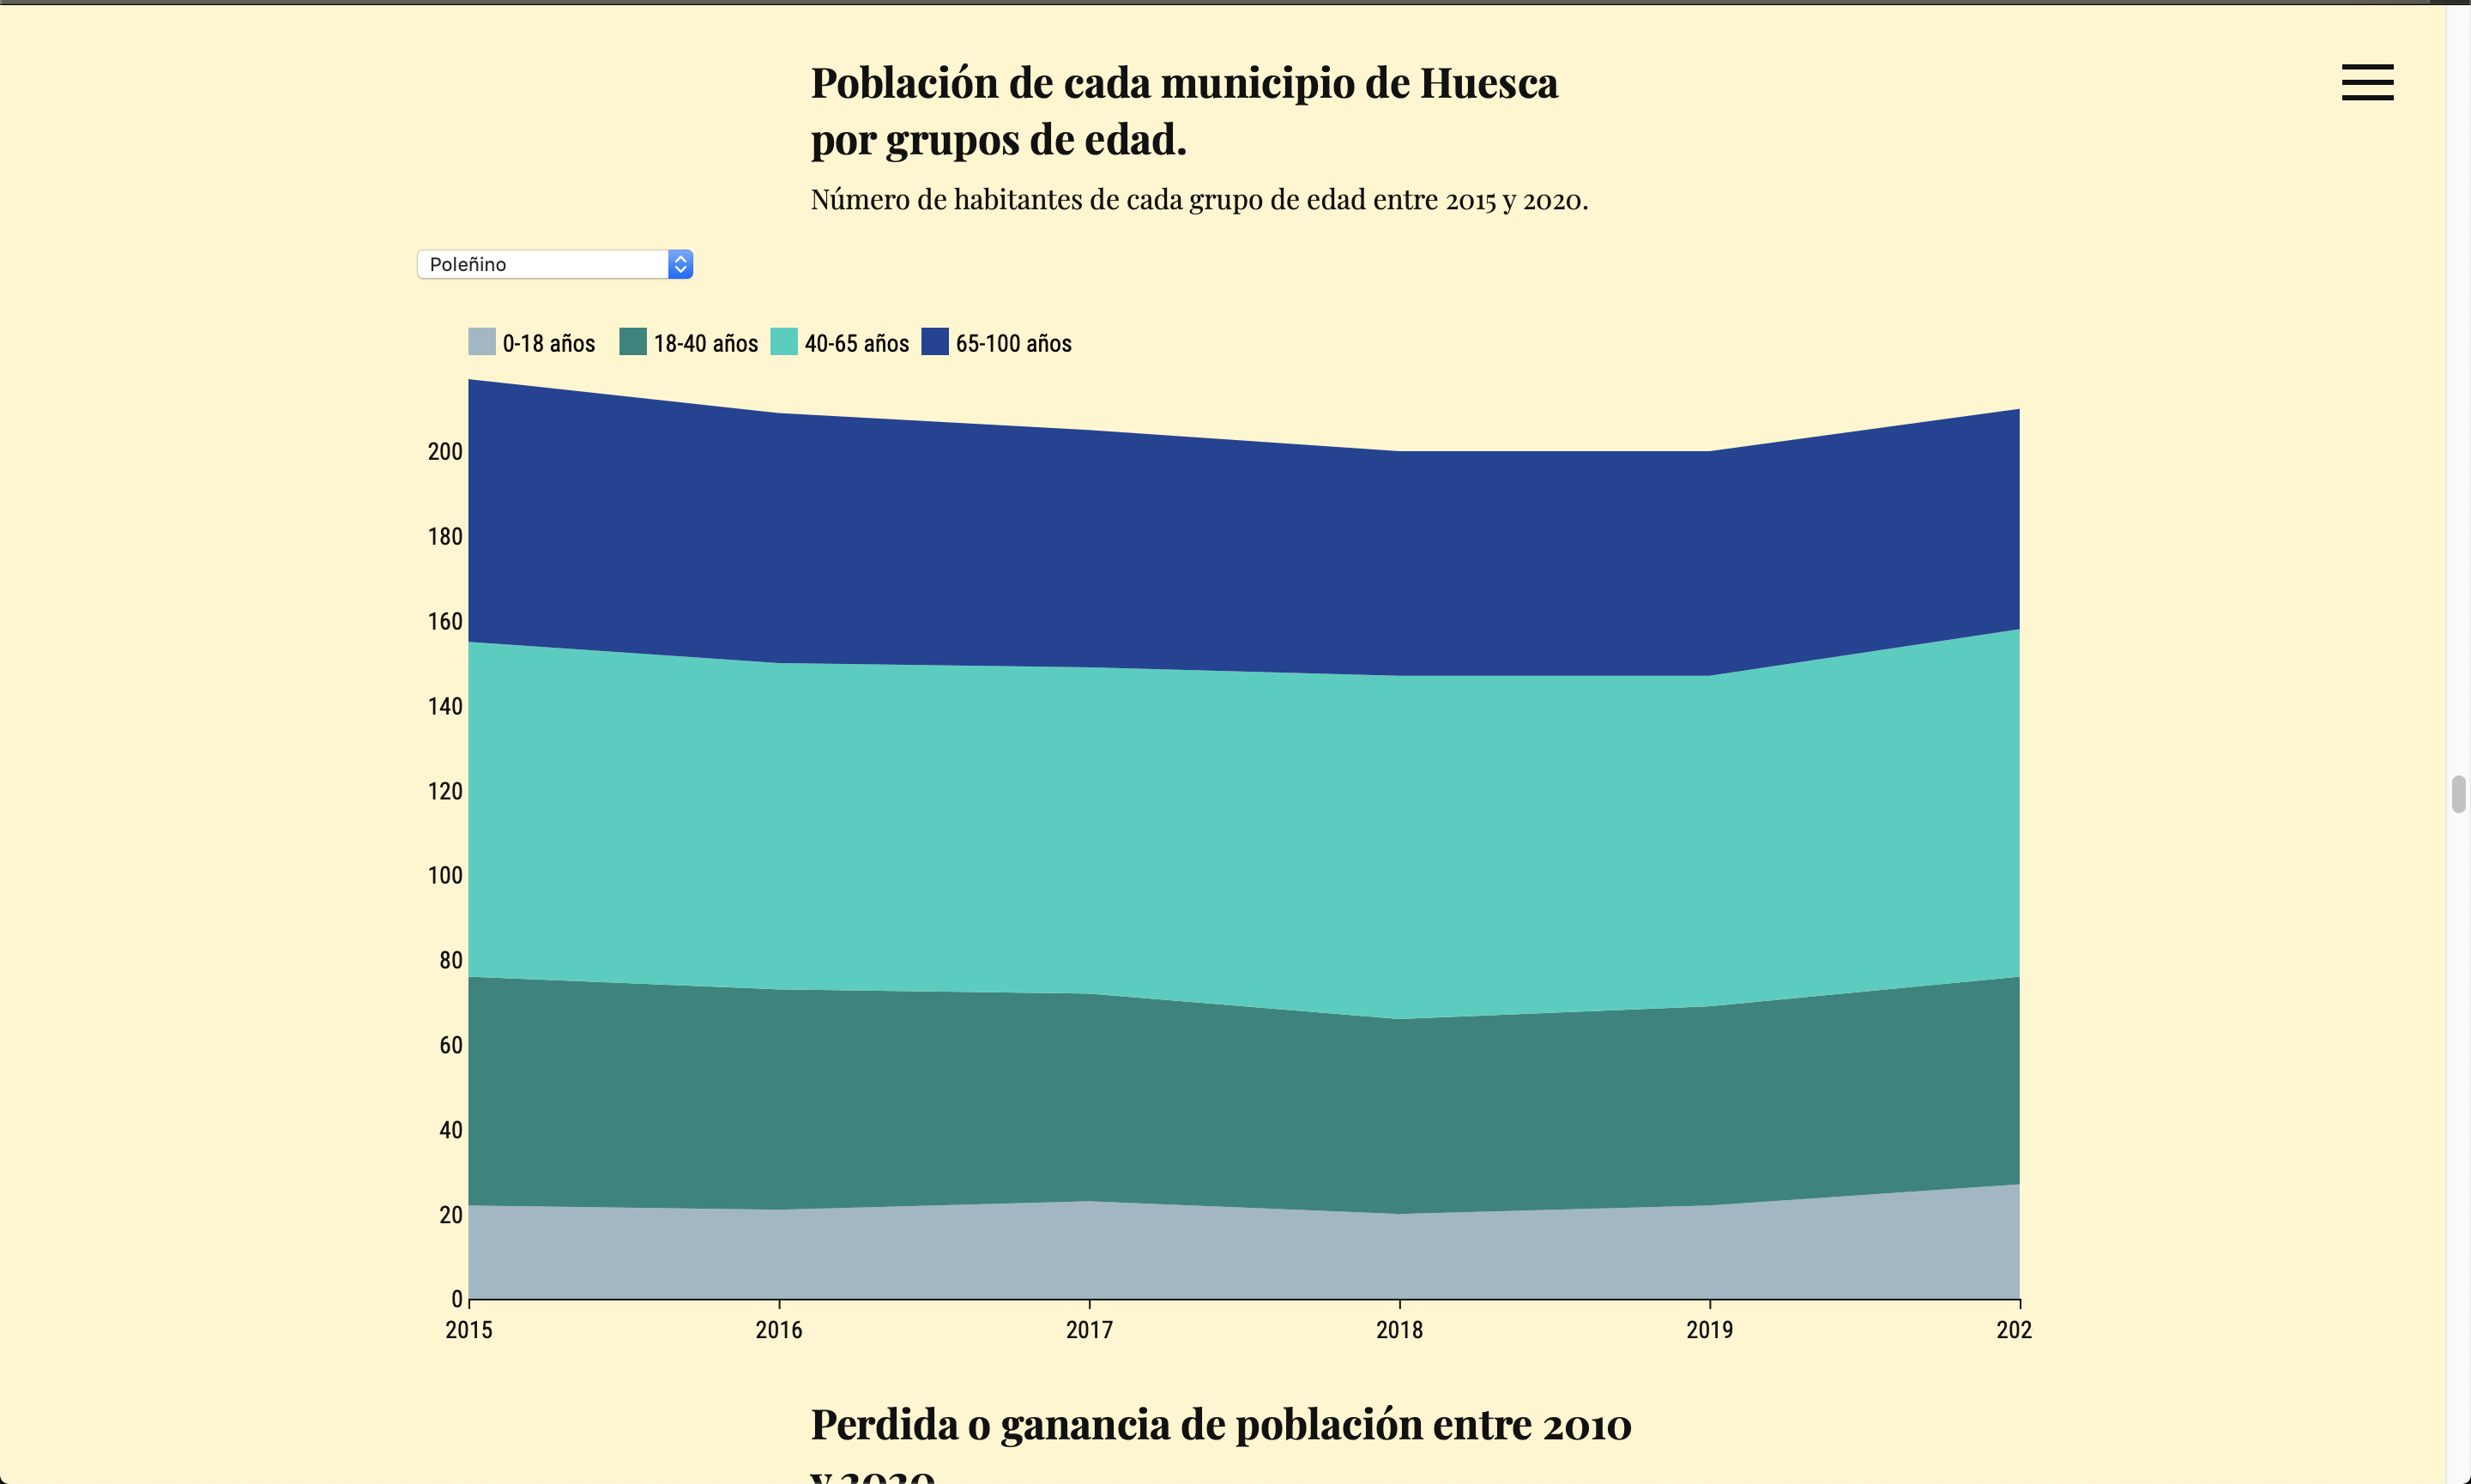 Población de cada municipio de Huesca
por grupos de edad.
Número de habitantes de cada grupo de edad entre 2015 y 2020.
Poleñino
0-18 años 18-40 años 40-65 años 65-100 años
200
180
160
140
120
100
80
60
40
20
0
2015 2016 2017 2018 2019 202
Perdida o ganancia de población entre 2010
y 2020